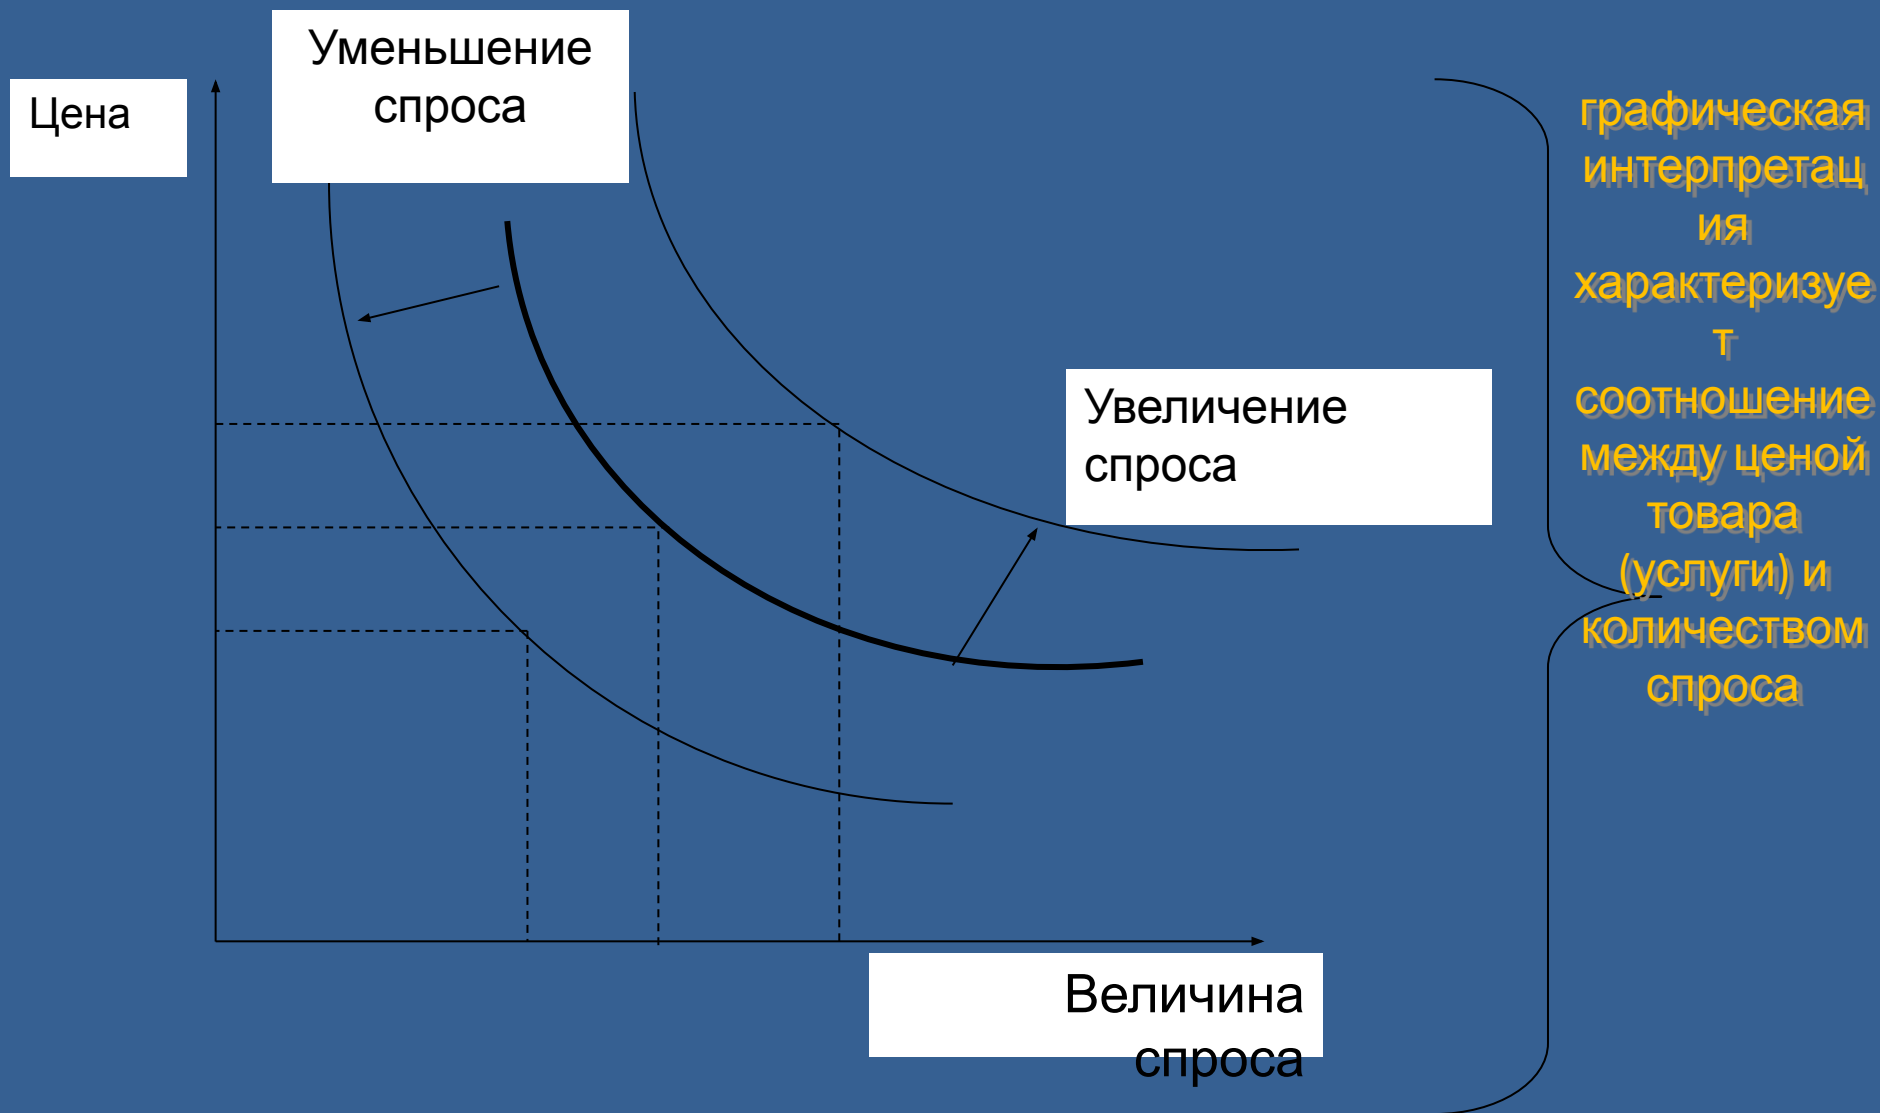 Уменьшение
спроса
Цена
Увеличение
спроса
Величина
спроса
графическая
интерпретац
ия
характеризуе
т
соотношение
между ценой
товара
(услуги) и
количеством
спроса